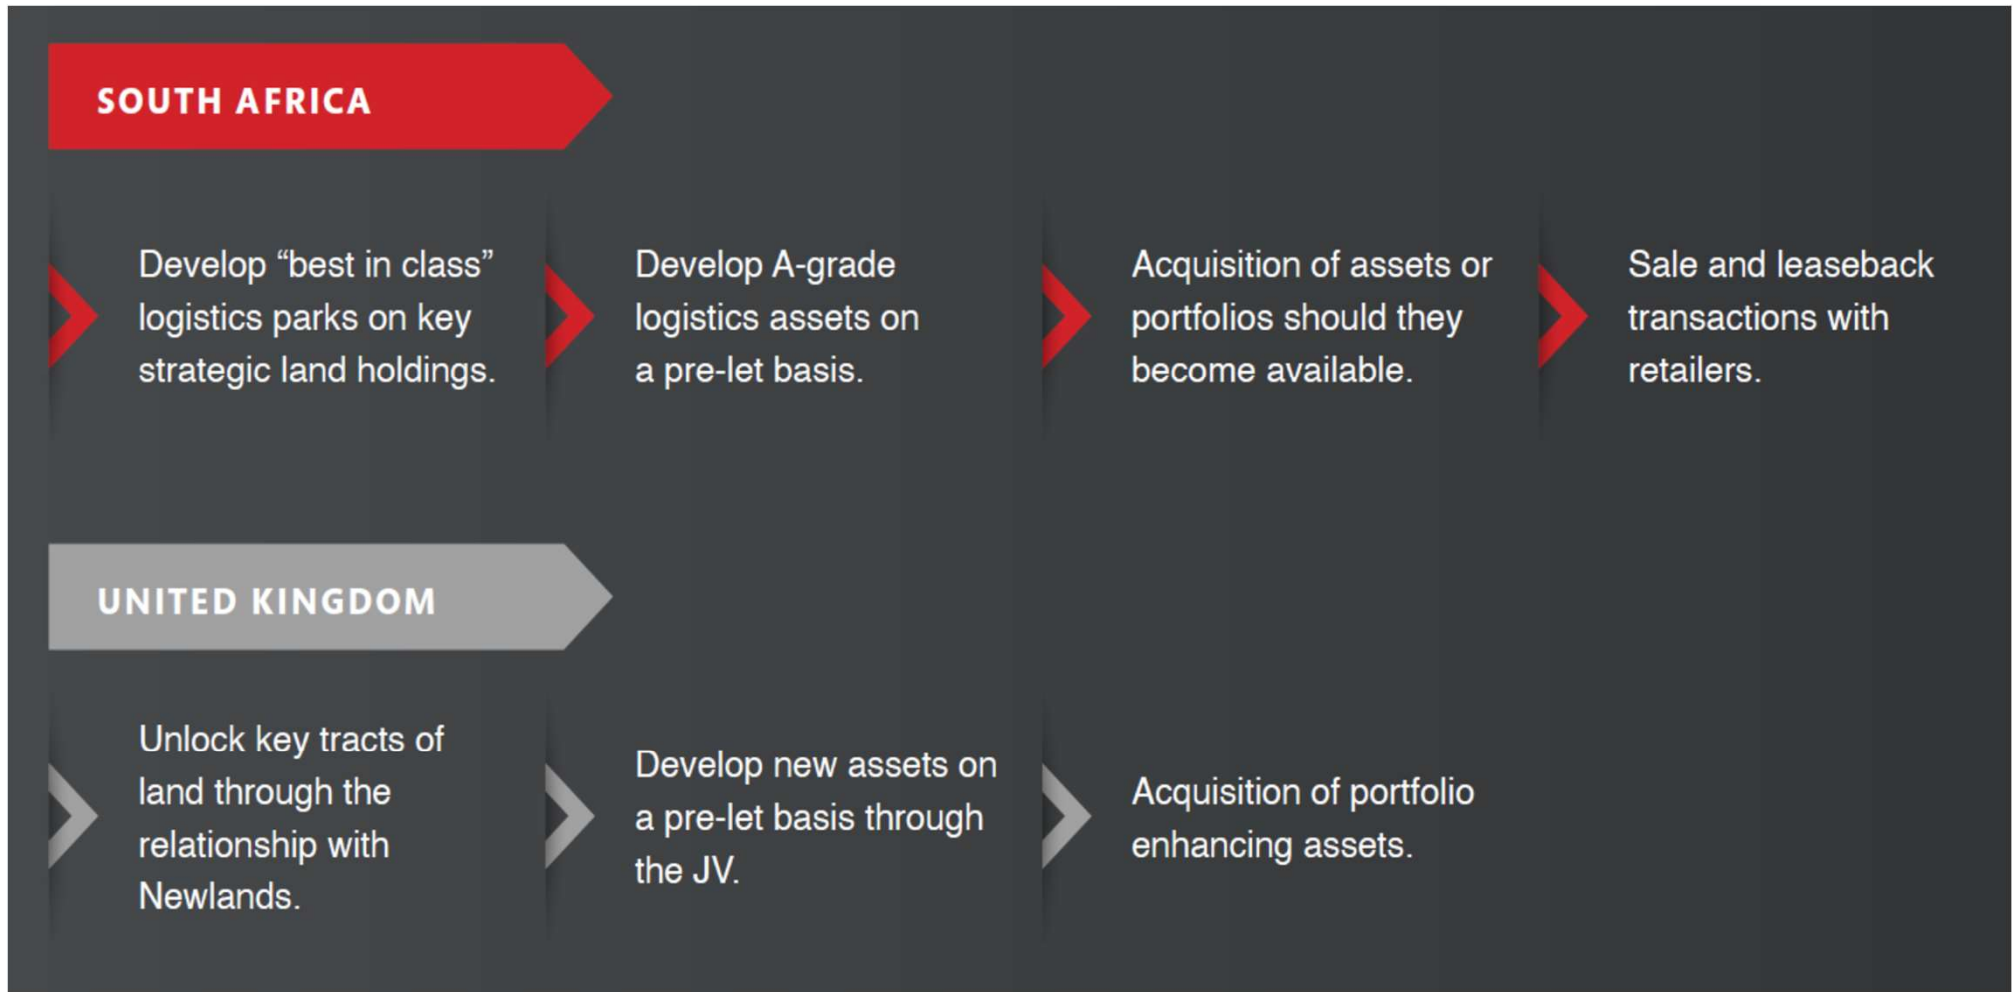 SOUTH AFRICA
Develop “best in class”
logistics parks on key
strategic land holdings.
Develop A-grade
logistics assets on
a pre-let basis.
Acquisition of assets or
portfolios should they
become available.
Sale and leaseback
transactions with
retailers.
UNITED KINGDOM
Unlock key tracts of
land through the
relationship with
Newlands.
Develop new assets on
a pre-let basis through
the JV.
Acquisition of portfolio
enhancing assets.